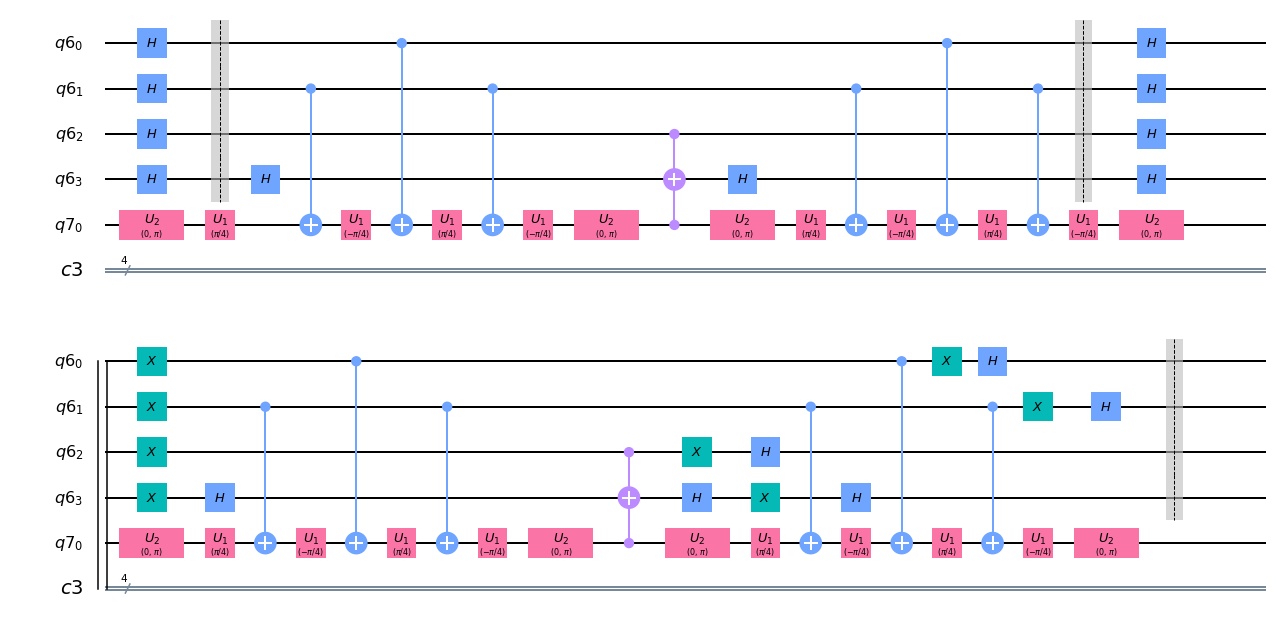 q6₀ H H
q6₁ H H
q6₂ H H
q6₃ H H H H
q7₀ U₂ (0, π) U₁ (π/4) U₁ (−π/4) U₁ (π/4) U₁ (−π/4) U₂ (0, π) U₂ (0, π) U₁ (π/4) U₁ (−π/4) U₁ (π/4) U₁ (−π/4) U₂ (0, π)
c3 4
q6₀ X X H
q6₁ X X H
q6₂ X X H
q6₃ X H H X H
q7₀ U₂ (0, π) U₁ (π/4) U₁ (−π/4) U₁ (π/4) U₁ (−π/4) U₂ (0, π) U₂ (0, π) U₁ (π/4) U₁ (−π/4) U₁ (π/4) U₁ (−π/4) U₂ (0, π)
c3 4